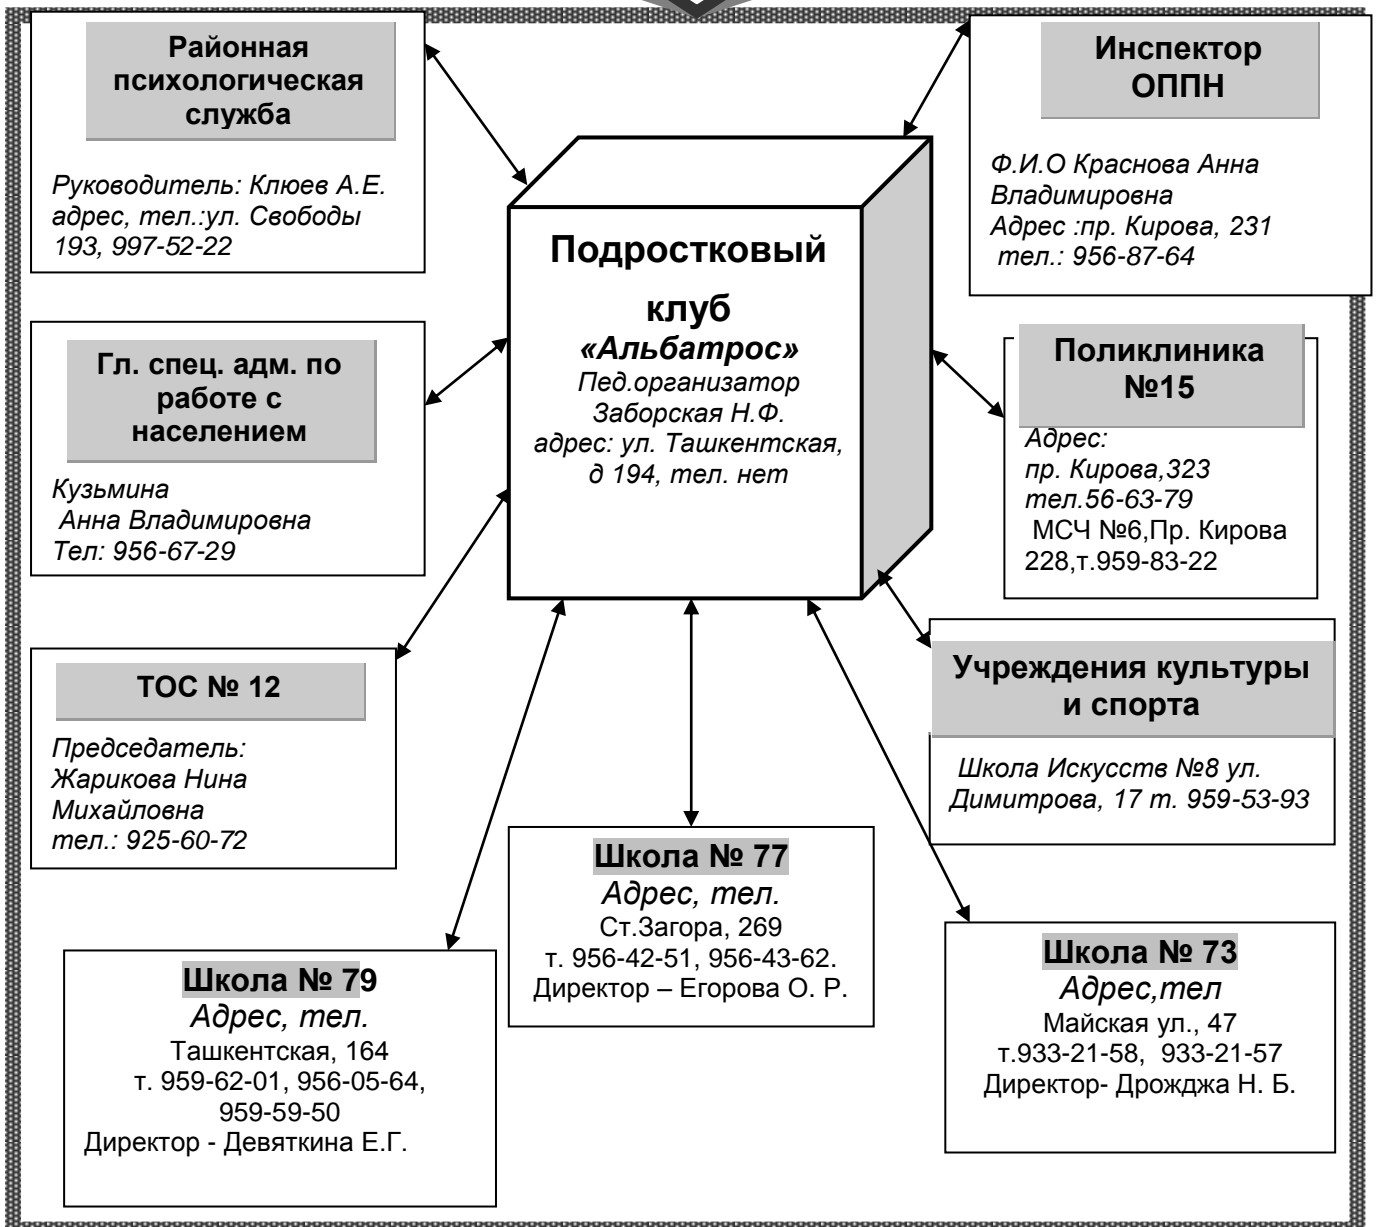 Районная
психологическая
служба
Руководитель: Клюев А.Е.
адрес, тел.:ул. Свободы
193, 997-52-22
Инспектор
ОППН
Ф.И.О Краснова Анна
Владимировна
Адрес :пр. Кирова, 231
тел.: 956-87-64
Подростковый
клуб
«Альбатрос»
Пед.организатор
Заборская Н.Ф.
адрес: ул. Ташкентская,
д 194, тел. нет
Гл. спец. адм. по
работе с
населением
Кузьмина
Анна Владимировна
Тел: 956-67-29
Поликлиника
№15
Адрес:
пр. Кирова,323
тел.56-63-79
МСЧ №6,Пр. Кирова
228,т.959-83-22
ТОС № 12
Председатель:
Жарикова Нина
Михайловна
тел.: 925-60-72
Учреждения культуры
и спорта
Школа Искусств №8 ул.
Димитрова, 17 т. 959-53-93
Школа № 79
Адрес, тел.
Ташкентская, 164
т. 959-62-01, 956-05-64,
959-59-50
Директор - Девяткина Е.Г.
Школа № 77
Адрес, тел.
Ст.Загора, 269
т. 956-42-51, 956-43-62.
Директор – Егорова О. Р.
Школа № 73
Адрес,тел
Майская ул., 47
т.933-21-58, 933-21-57
Директор- Дрожджа Н. Б.